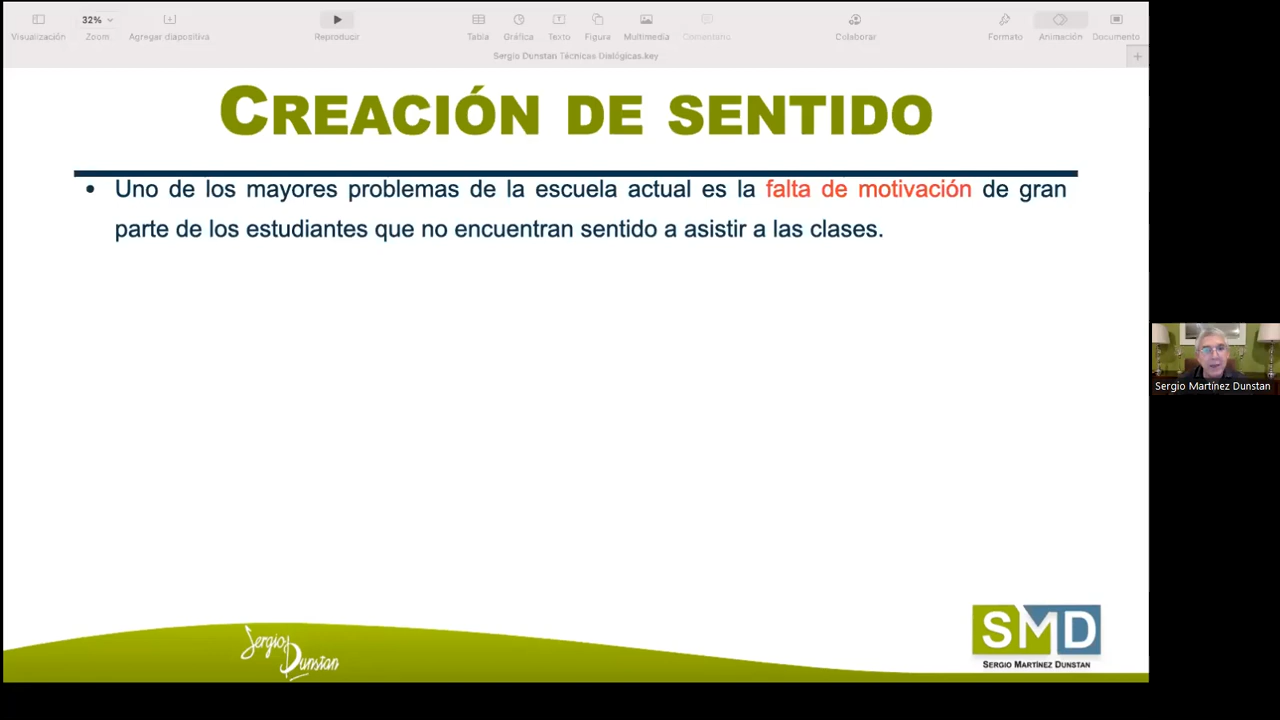 32%
Visualización
Zoom
Agregar diapositiva
Reproducir
Tabla
Gráfica
Texto
Figura
Multimedia
Comentario
Colaborar
Formato
Animación
Documento
Sergio Dunstan Técnicas Dialógicas.key
CREACIÓN DE SENTIDO
• Uno de los mayores problemas de la escuela actual es la falta de motivación de gran
parte de los estudiantes que no encuentran sentido a asistir a las clases.
Sergio Martínez Dunstan
Sergio
Dunstan
SMD
SERGIO MARTÍNEZ DUNSTAN